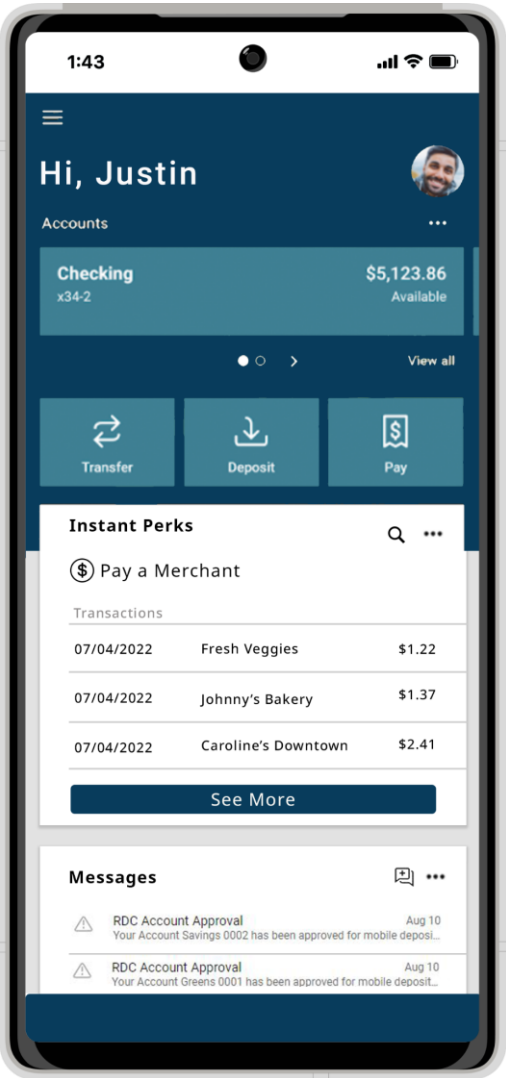 1:43
Hi, Justin
Accounts
Checking $5,123.86
x34-2 Available
View all
Transfer Deposit Pay
Instant Perks
$ Pay a Merchant
Transactions
07/04/2022 Fresh Veggies $1.22
07/04/2022 Johnny’s Bakery $1.37
07/04/2022 Caroline’s Downtown $2.41
See More
Messages
RDC Account Approval Aug 10
Your Account Savings 0002 has been approved for mobile deposi...
RDC Account Approval Aug 10
Your Account Greens 0001 has been approved for mobile deposit...